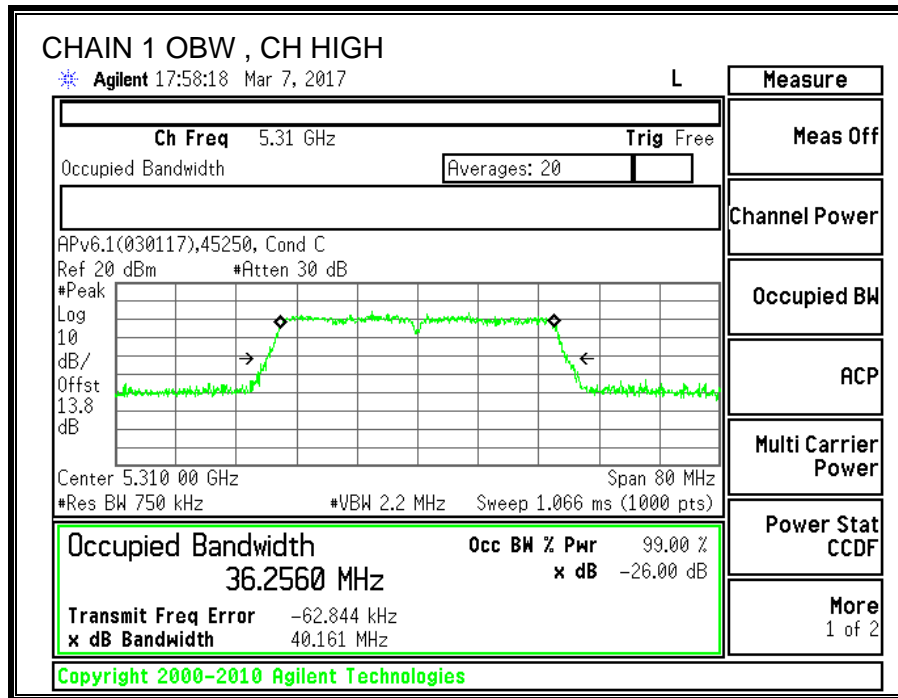 CHAIN 1 OBW , CH HIGH
Agilent 17:58:18 Mar 7, 2017 L Measure
Ch Freq 5.31 GHz Trig Free
Meas Off
Occupied Bandwidth Averages: 20
Channel Power
APv6.1(030117),45250, Cond C
Ref 20 dBm #Atten 30 dB
#Peak
Log
10
dB/
Offst
13.8
dB
Occupied BW
ACP
Multi Carrier
Power
Center 5.310 00 GHz Span 80 MHz
#Res BW 750 kHz #VBW 2.2 MHz Sweep 1.066 ms (1000 pts)
Power Stat
CCDF
Occupied Bandwidth Occ BW % Pwr 99.00 %
36.2560 MHz x dB -26.00 dB
Transmit Freq Error -62.844 kHz
x dB Bandwidth 40.161 MHz
More
1 of 2
Copyright 2000-2010 Agilent Technologies